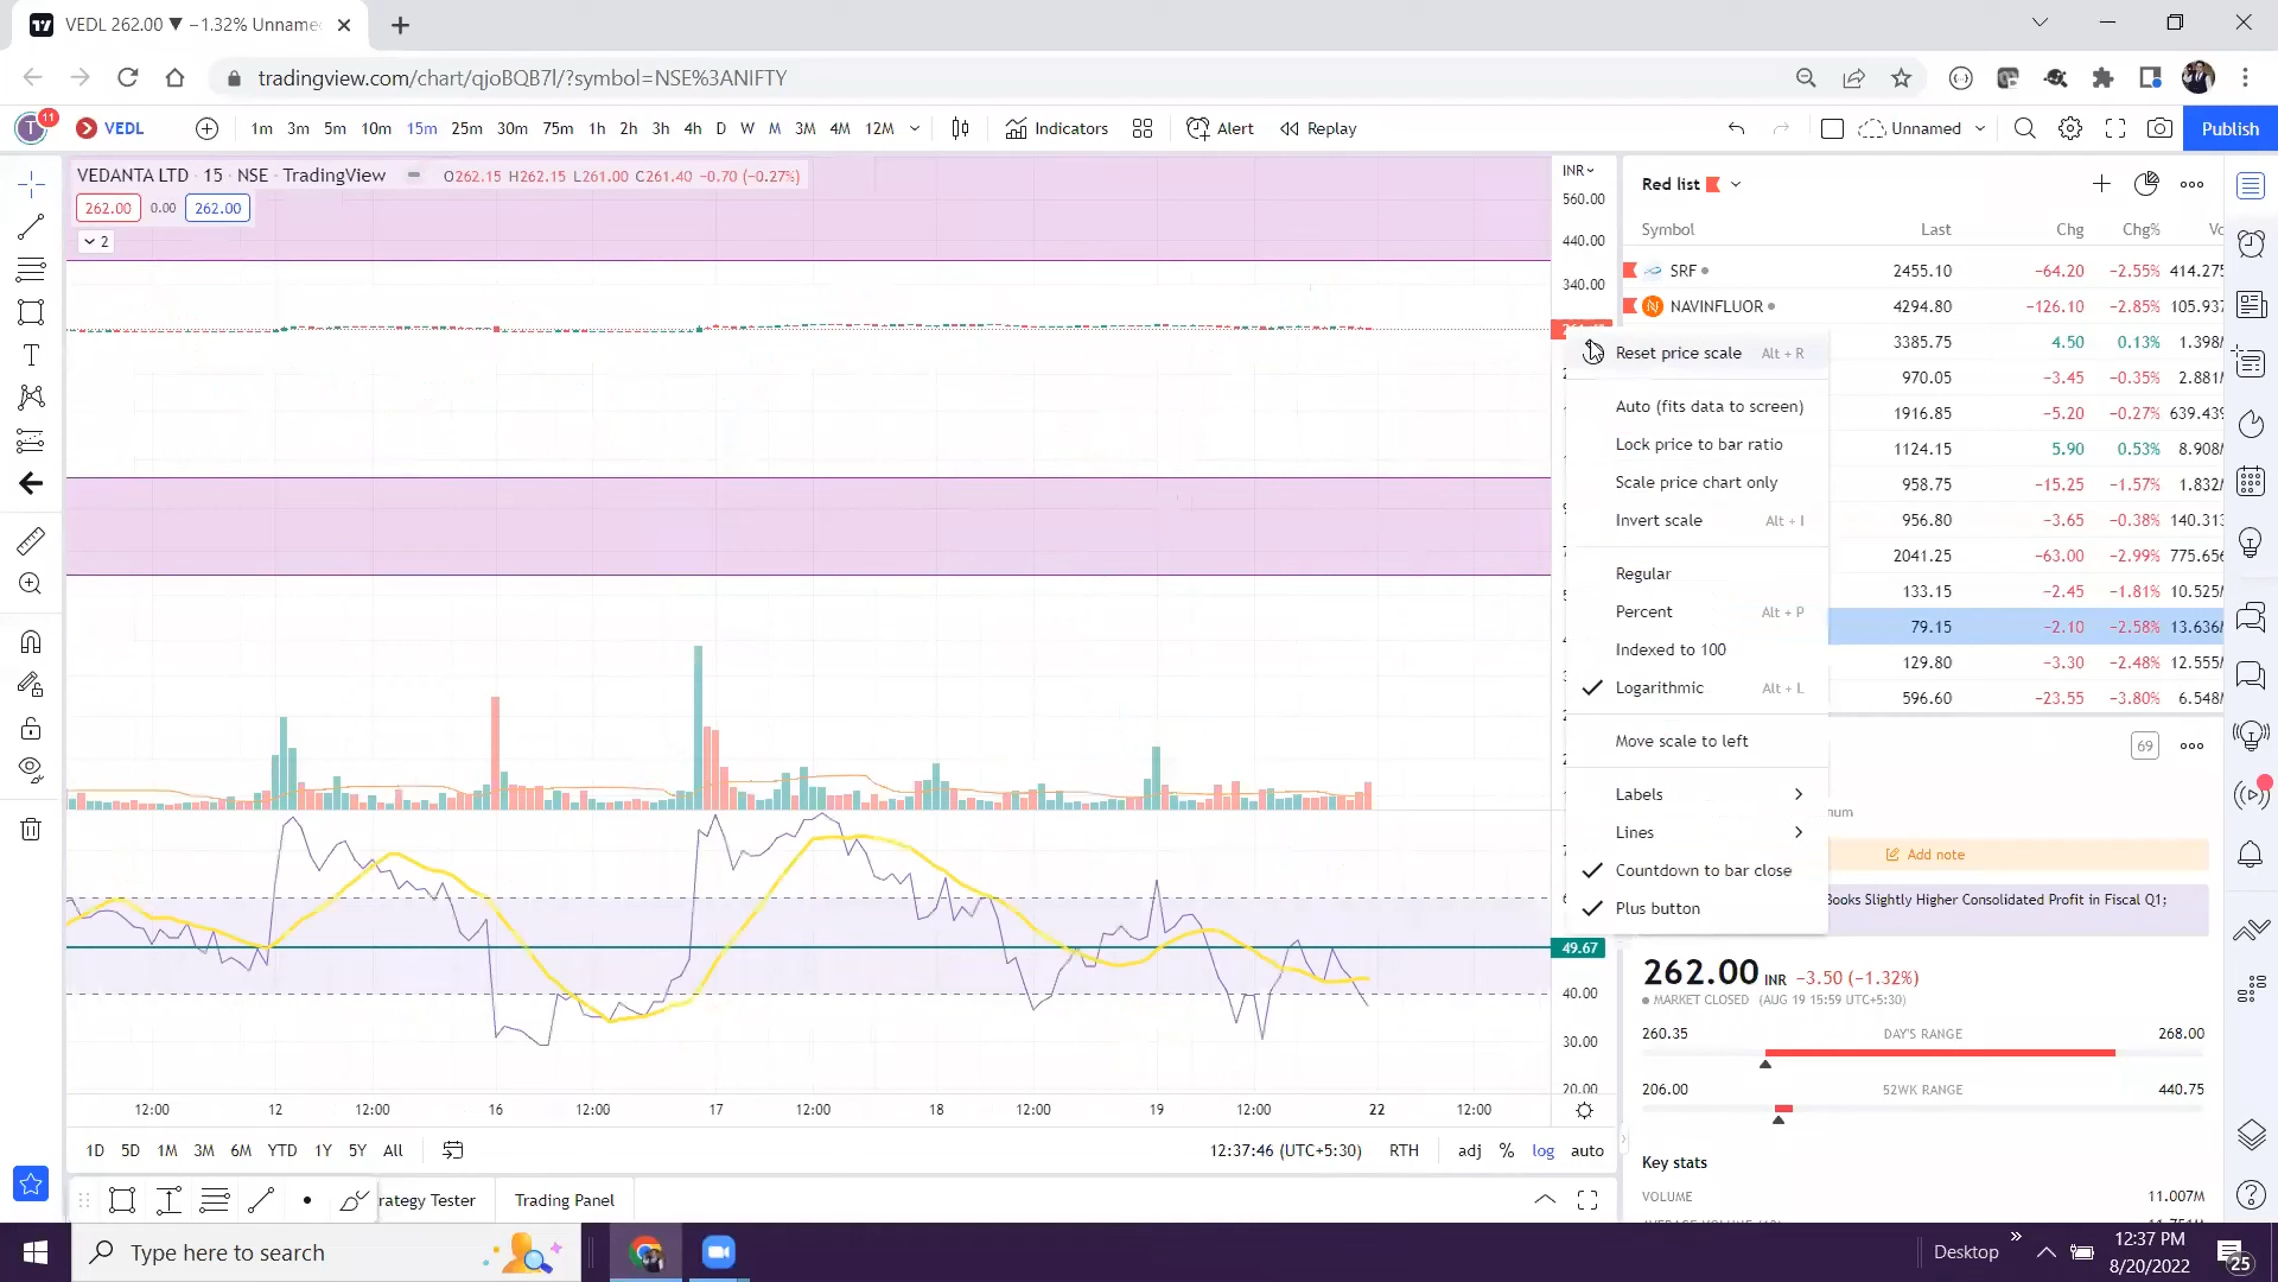 VEDL 262.00 ▼ −1.32% Unname
tradingview.com/chart/qjoBQB7l/?symbol=NSE%3ANIFTY
T 11 VEDL 1m 3m 5m 10m 15m 25m 30m 75m 1h 2h 3h 4h D W M 3M 4M 12M Indicators Alert Replay Unnamed Publish
VEDANTA LTD · 15 · NSE · TradingView O262.15 H262.15 L261.00 C261.40 −0.70 (−0.27%)
262.00 0.00 262.00
2
INR
560.00
440.00
340.00
Red list
Symbol Last Chg Chg% Vo
SRF 2455.10 −64.20 −2.55% 414.275
NAVINFLUOR 4294.80 −126.10 −2.85% 105.937
3385.75 4.50 0.13% 1.398
970.05 −3.45 −0.35% 2.881
1916.85 −5.20 −0.27% 639.439
1124.15 5.90 0.53% 8.908
958.75 −15.25 −1.57% 1.832
956.80 −3.65 −0.38% 140.313
2041.25 −63.00 −2.99% 775.656
133.15 −2.45 −1.81% 10.525
79.15 −2.10 −2.58% 13.636
129.80 −3.30 −2.48% 12.555
596.60 −23.55 −3.80% 6.548
Reset price scale Alt + R
Auto (fits data to screen)
Lock price to bar ratio
Scale price chart only
Invert scale Alt + I
Regular
Percent Alt + P
Indexed to 100
Logarithmic Alt + L
Move scale to left
Labels
Lines
Countdown to bar close
Plus button
69
Add note
Books Slightly Higher Consolidated Profit in Fiscal Q1;
49.67
40.00
30.00
20.00
262.00 INR −3.50 (−1.32%)
MARKET CLOSED (AUG 19 15:59 UTC+5:30)
260.35 DAY'S RANGE 268.00
206.00 52WK RANGE 440.75
12:00 12 12:00 16 12:00 17 12:00 18 12:00 19 12:00 22 12:00
1D 5D 1M 3M 6M YTD 1Y 5Y All 12:37:46 (UTC+5:30) RTH adj % log auto
Key stats
VOLUME 11.007M
rategy Tester Trading Panel
Type here to search
Desktop
12:37 PM
8/20/2022
25